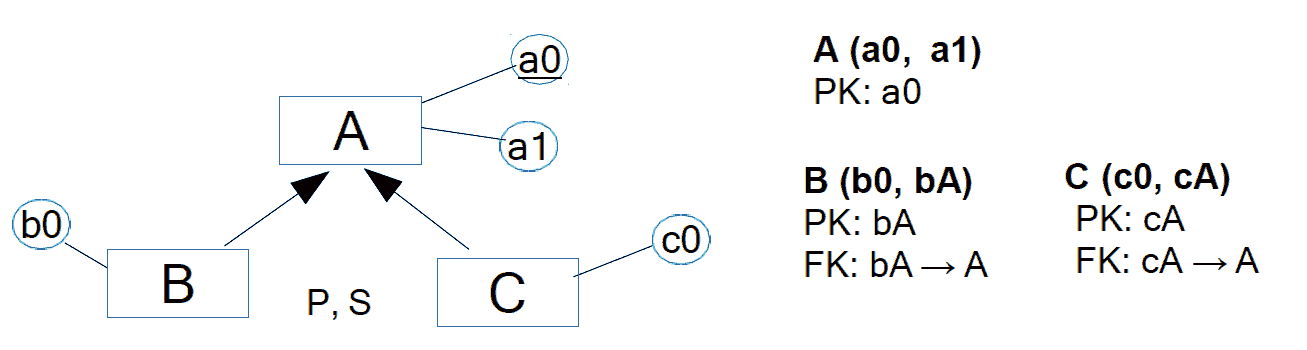 a0
A
a1
b0
B
P, S
C
c0
A (a0, a1)
PK: a0
B (b0, bA)
PK: bA
FK: bA → A
C (c0, cA)
PK: cA
FK: cA → A